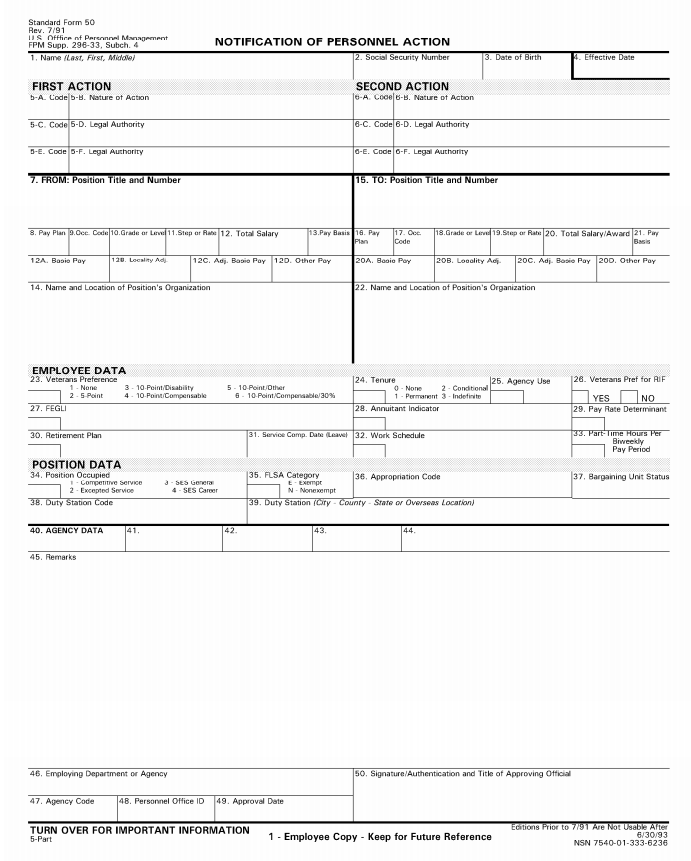 Standard Form 50
Rev. 7/91
U.S. Office of Personnel Management
FPM Supp. 296-33, Subch. 4
NOTIFICATION OF PERSONNEL ACTION
1. Name (Last, First, Middle)
2. Social Security Number
3. Date of Birth
4. Effective Date
FIRST ACTION
SECOND ACTION
5-A. Code
5-B. Nature of Action
6-A. Code
6-B. Nature of Action
5-C. Code
5-D. Legal Authority
6-C. Code
6-D. Legal Authority
5-E. Code
5-F. Legal Authority
6-E. Code
6-F. Legal Authority
7. FROM: Position Title and Number
15. TO: Position Title and Number
8. Pay Plan
9.Occ. Code
10.Grade or Level
11.Step or Rate
12. Total Salary
13.Pay Basis
16. Pay
Plan
17. Occ.
Code
18.Grade or Level
19.Step or Rate
20. Total Salary/Award
21. Pay
Basis
12A. Basic Pay
12B. Locality Adj.
12C. Adj. Basic Pay
12D. Other Pay
20A. Basic Pay
20B. Locality Adj.
20C. Adj. Basic Pay
20D. Other Pay
14. Name and Location of Position's Organization
22. Name and Location of Position's Organization
EMPLOYEE DATA
23. Veterans Preference
1 - None
3 - 10-Point/Disability
5 - 10-Point/Other
2 - 5-Point
4 - 10-Point/Compensable
6 - 10-Point/Compensable/30%
24. Tenure
0 - None
2 - Conditional
1 - Permanent
3 - Indefinite
25. Agency Use
26. Veterans Pref for RIF
YES
NO
27. FEGLI
28. Annuitant Indicator
29. Pay Rate Determinant
30. Retirement Plan
31. Service Comp. Date (Leave)
32. Work Schedule
33. Part-Time Hours Per
Biweekly
Pay Period
POSITION DATA
34. Position Occupied
1 - Competitive Service
3 - SES General
2 - Excepted Service
4 - SES Career
35. FLSA Category
E - Exempt
N - Nonexempt
36. Appropriation Code
37. Bargaining Unit Status
38. Duty Station Code
39. Duty Station (City - County - State or Overseas Location)
40. AGENCY DATA
41.
42.
43.
44.
45. Remarks
46. Employing Department or Agency
50. Signature/Authentication and Title of Approving Official
47. Agency Code
48. Personnel Office ID
49. Approval Date
TURN OVER FOR IMPORTANT INFORMATION
5-Part
1 - Employee Copy - Keep for Future Reference
Editions Prior to 7/91 Are Not Usable After
6/30/93
NSN 7540-01-333-6236